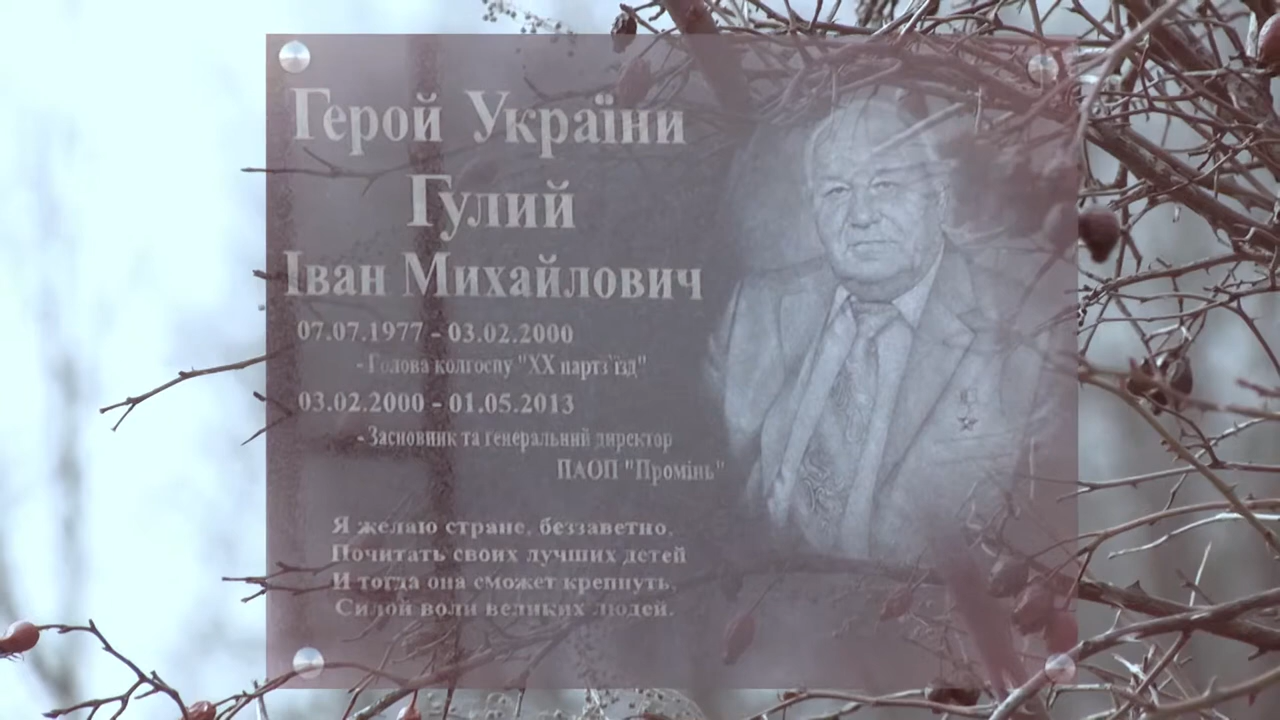 Герой України
Гулий
Іван Михайлович
07.07.1977 - 03.02.2000
- Голова колгоспу "ХХ партз'їзд"
03.02.2000 - 01.05.2013
- Засновник та генеральний директор
ПАОП "Промінь"
Я желаю стране, беззаветно,
Почитать своих лучших детей
И тогда она сможет крепнуть,
Силой воли великих людей.